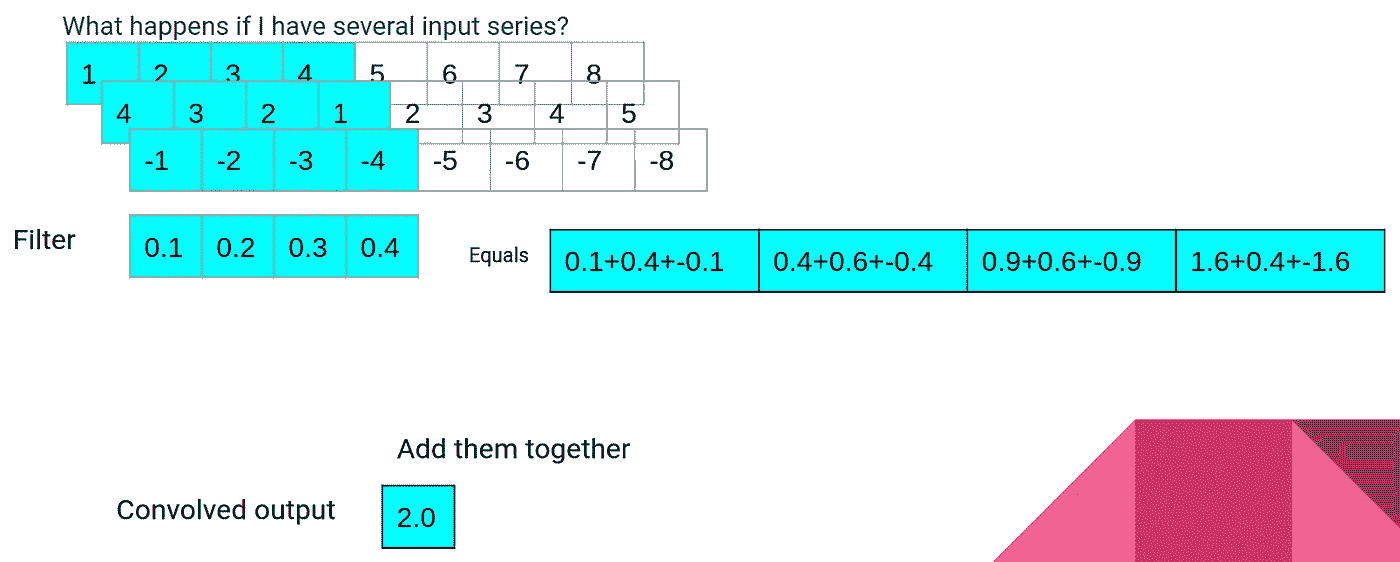 What happens if I have several input series?
1 2 3 4 5 6 7 8
4 3 2 1 2 3 4 5
-1 -2 -3 -4 -5 -6 -7 -8
Filter 0.1 0.2 0.3 0.4
Equals 0.1+0.4+-0.1 0.4+0.6+-0.4 0.9+0.6+-0.9 1.6+0.4+-1.6
Add them together
Convolved output 2.0